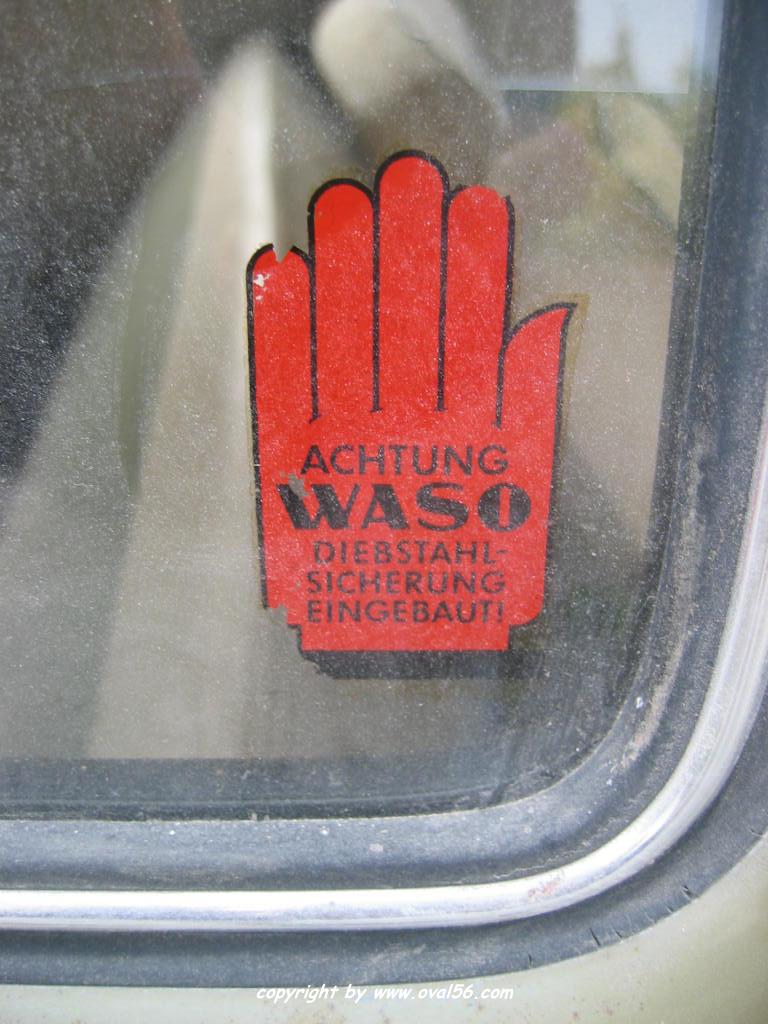 ACHTUNG
WASO
DIEBSTAHL-
SICHERUNG
EINGEBAUT!
copyright by www.oval56.com